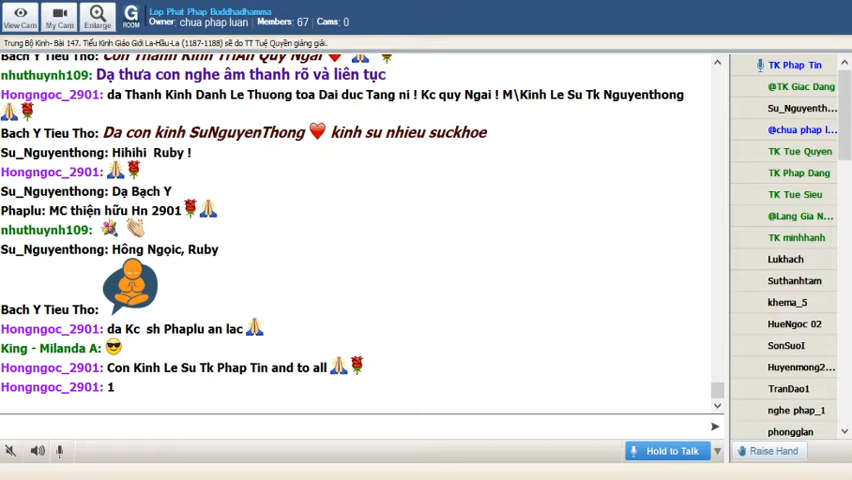 Lop Phat Phap Buddhadhamma
Owner: chua phap luan Members: 67 Cams: 0
View Cam My Cam Enlarge G ROOM
Trung Bộ Kinh- Bài 147. Tiểu Kinh Giáo Giới La-Hầu-La (1187-1188) sẽ do TT Tuệ Quyền giảng giải.
Bach Y Tieu Tho: Con Thanh Kinh TriAn Quy Ngai
nhuthuynh109: Dạ thưa con nghe âm thanh rõ và liên tục
Hongngoc_2901: da Thanh Kinh Danh Le Thuong toa Dai duc Tang ni ! Kc quy Ngai ! M\Kinh Le Su Tk Nguyenthong
Bach Y Tieu Tho: Da con kinh SuNguyenThong kinh su nhieu suckhoe
Su_Nguyenthong: Hihihi Ruby !
Hongngoc_2901:
Su_Nguyenthong: Dạ Bạch Y
Phaplu: MC thiện hữu Hn 2901
nhuthuynh109:
Su_Nguyenthong: Hông Ngọic, Ruby
Bach Y Tieu Tho:
Hongngoc_2901: da Kc sh Phaplu an lac
King - Milanda A:
Hongngoc_2901: Con Kinh Le Su Tk Phap Tin and to all
Hongngoc_2901: 1
TK Phap Tin
@TK Giac Dang
Su_Nguyenth...
@chua phap l...
TK Tue Quyen
TK Phap Dang
TK Tue Sieu
@Lang Gia N...
TK minhhanh
Lukhach
Suthanhtam
khema_5
HueNgoc 02
SonSuoI
Huyenmong2...
TranDao1
nghe phap_1
phongglan
Hold to Talk
Raise Hand